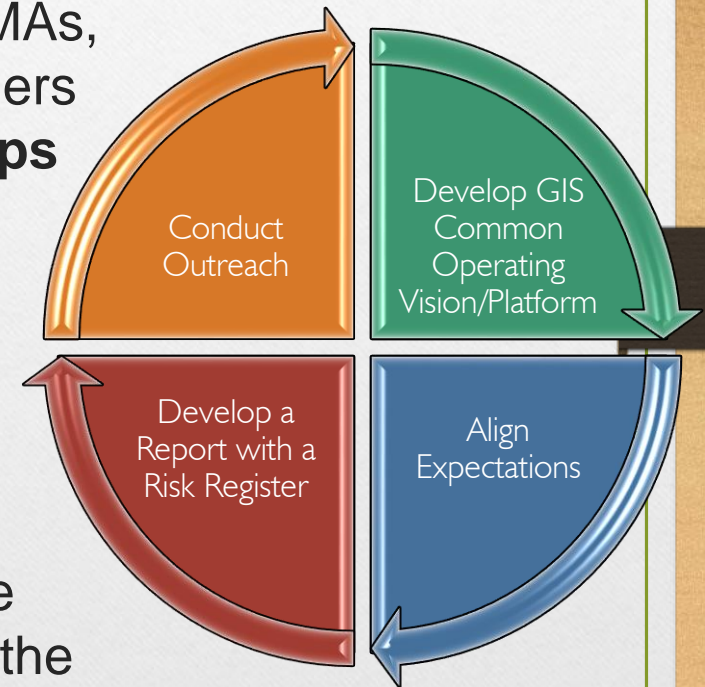 MAs,
ers
ps
Conduct
Outreach
Develop GIS
Common
Operating
Vision/Platform
Develop a
Report with a
Risk Register
Align
Expectations
e
the